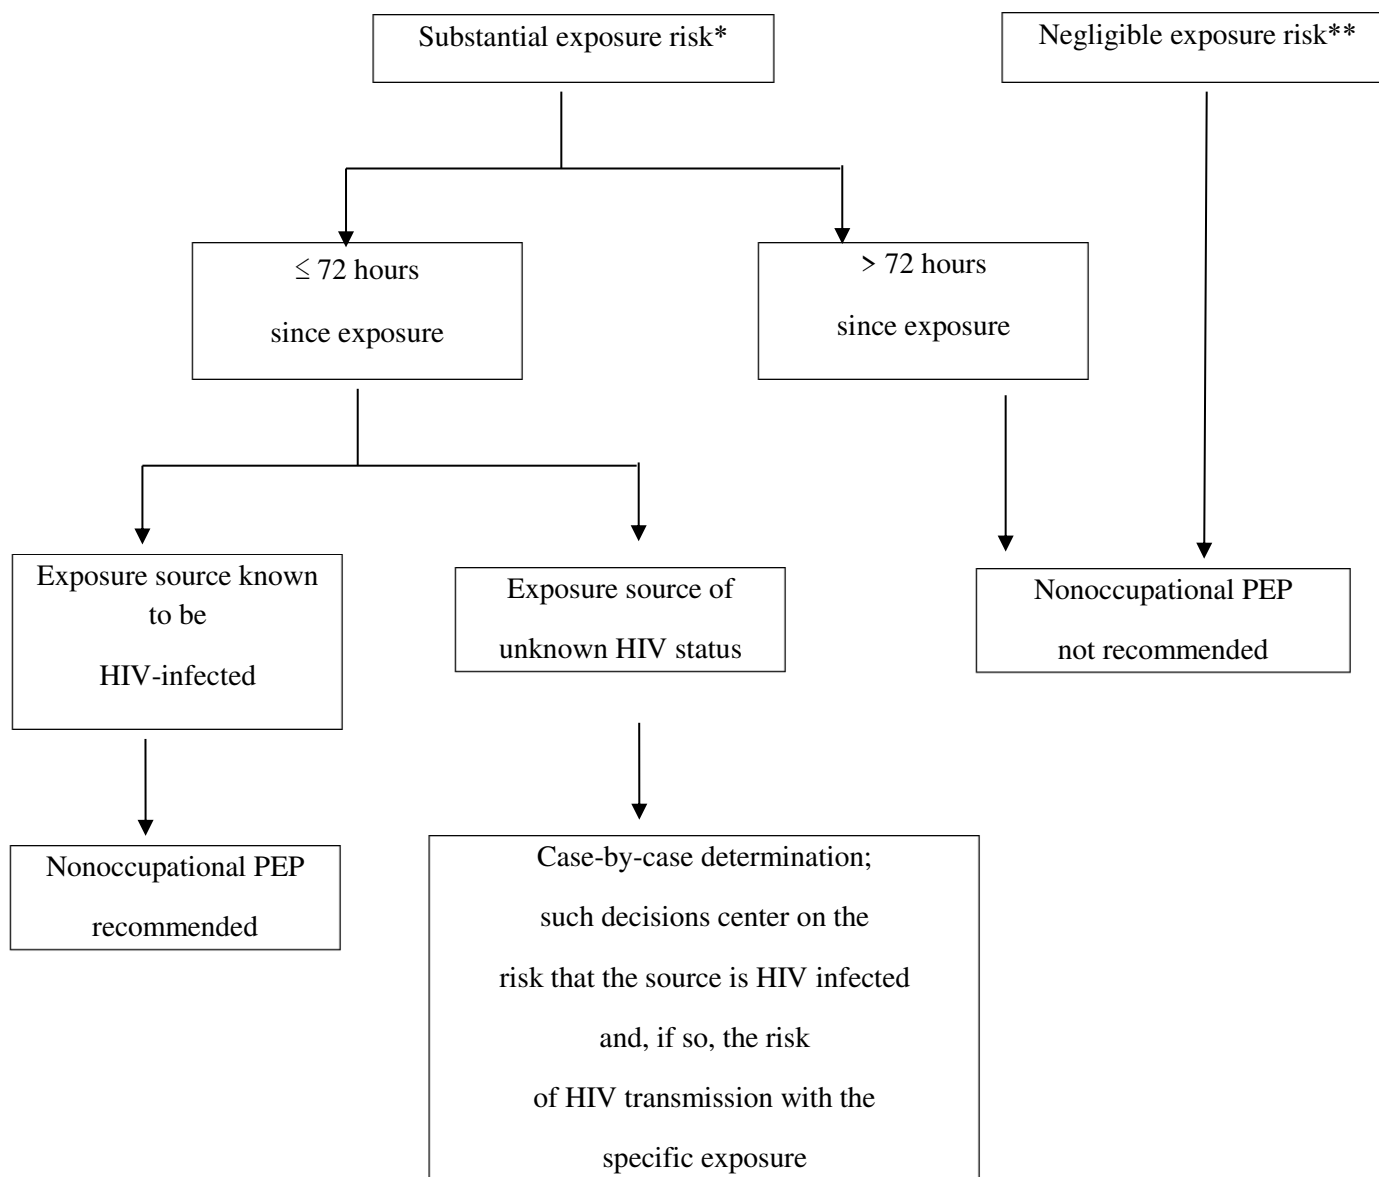 Substantial exposure risk*
Negligible exposure risk**
≤ 72 hours
since exposure
> 72 hours
since exposure
Exposure source known
to be
HIV-infected
Exposure source of
unknown HIV status
Nonoccupational PEP
not recommended
Nonoccupational PEP
recommended
Case-by-case determination;
such decisions center on the
risk that the source is HIV infected
and, if so, the risk
of HIV transmission with the
specific exposure